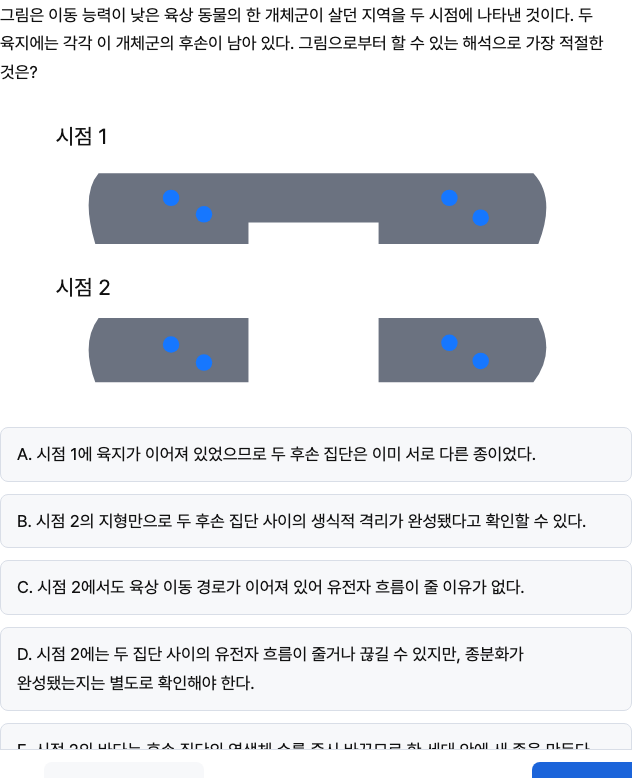 그림은 이동 능력이 낮은 육상 동물의 한 개체군이 살던 지역을 두 시점에 나타낸 것이다. 두
육지에는 각각 이 개체군의 후손이 남아 있다. 그림으로부터 할 수 있는 해석으로 가장 적절한
것은?
시점 1
시점 2
A. 시점 1에 육지가 이어져 있었으므로 두 후손 집단은 이미 서로 다른 종이었다.
B. 시점 2의 지형만으로 두 후손 집단 사이의 생식적 격리가 완성됐다고 확인할 수 있다.
C. 시점 2에서도 육상 이동 경로가 이어져 있어 유전자 흐름이 줄 이유가 없다.
D. 시점 2에는 두 집단 사이의 유전자 흐름이 줄거나 끊길 수 있지만, 종분화가
완성됐는지는 별도로 확인해야 한다.